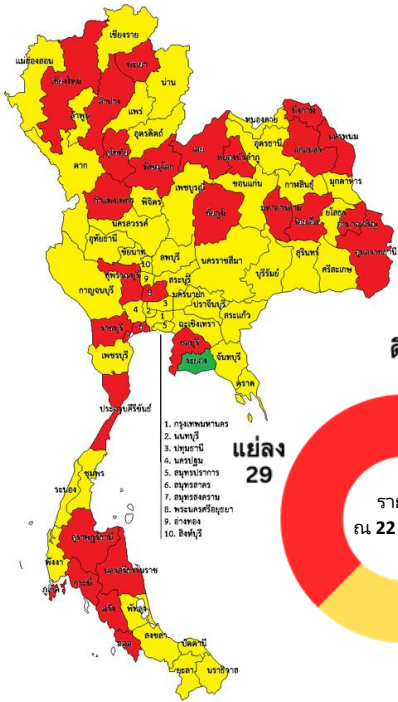 เชียงราย
แม่ฮ่องสอน
พะเยา
เชียงใหม่
น่าน
ลำปาง
ลำพูน
แพร่
อุตรดิตถ์
หนองคาย
บึงกาฬ
เลย
อุดรธานี
นครพนม
สกลนคร
หนองบัวลำภู
ตาก
สุโขทัย
พิษณุโลก
เพชรบูรณ์
ขอนแก่น
กาฬสินธุ์
มุกดาหาร
กำแพงเพชร
พิจิตร
ชัยภูมิ
มหาสารคาม
ร้อยเอ็ด
ยโสธร
อำนาจเจริญ
นครสวรรค์
อุทัยธานี
ชัยนาท
ลพบุรี
นครราชสีมา
บุรีรัมย์
สุรินทร์
ศรีสะเกษ
อุบลราชธานี
10
9
สุพรรณบุรี
สระบุรี
8
นครนายก
กาญจนบุรี
3
ปราจีนบุรี
4
2
1
สระแก้ว
5
ฉะเชิงเทรา
ราชบุรี
6
7
ชลบุรี
เพชรบุรี
ระยอง
จันทบุรี
ตราด
ประจวบคีรีขันธ์
1. กรุงเทพมหานคร
2. นนทบุรี
3. ปทุมธานี
4. นครปฐม
5. สมุทรปราการ
6. สมุทรสาคร
7. สมุทรสงคราม
8. พระนครศรีอยุธยา
9. อ่างทอง
10. สิงห์บุรี
แย่ลง
29
ดี
ราย
ณ 22
ชุมพร
ระนอง
สุราษฎร์ธานี
พังงา
นครศรีธรรมราช
ภูเก็ต
กระบี่
ตรัง
พัทลุง
สตูล
สงขลา
ปัตตานี
ยะลา
นราธิวาส